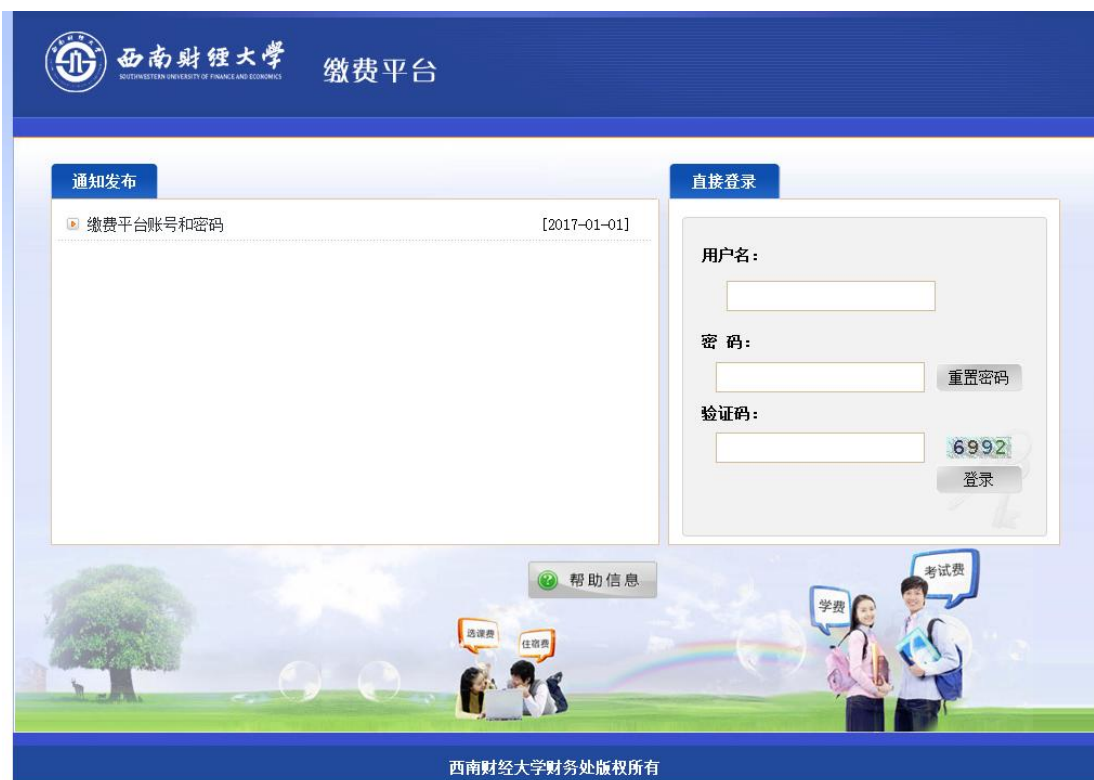 西南财经大学
SOUTHWESTERN UNIVERSITY OF FINANCE AND ECONOMICS
缴费平台
通知发布
缴费平台账号和密码 [2017-01-01]
直接登录
用户名：
密 码：
重置密码
验证码：
6992
登录
帮助信息
考试费
学费
选课费
住宿费
西南财经大学财务处版权所有